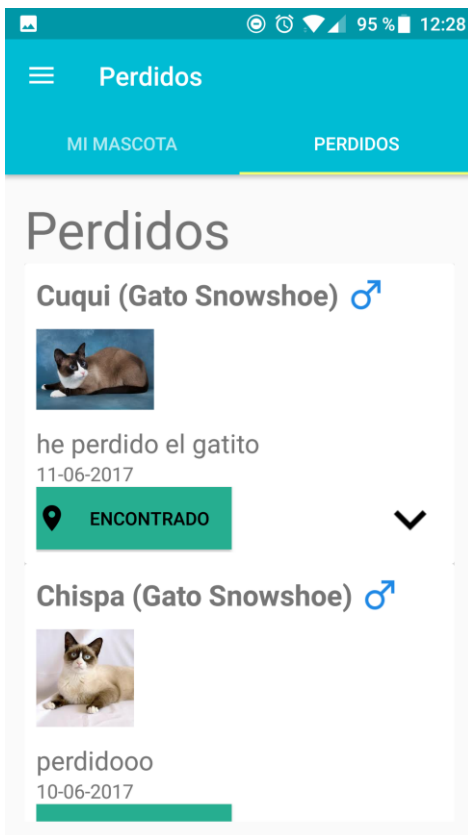 95 % 12:28
Perdidos
MI MASCOTA PERDIDOS
Perdidos
Cuqui (Gato Snowshoe) ♂
he perdido el gatito
11-06-2017
ENCONTRADO
Chispa (Gato Snowshoe) ♂
perdidooo
10-06-2017